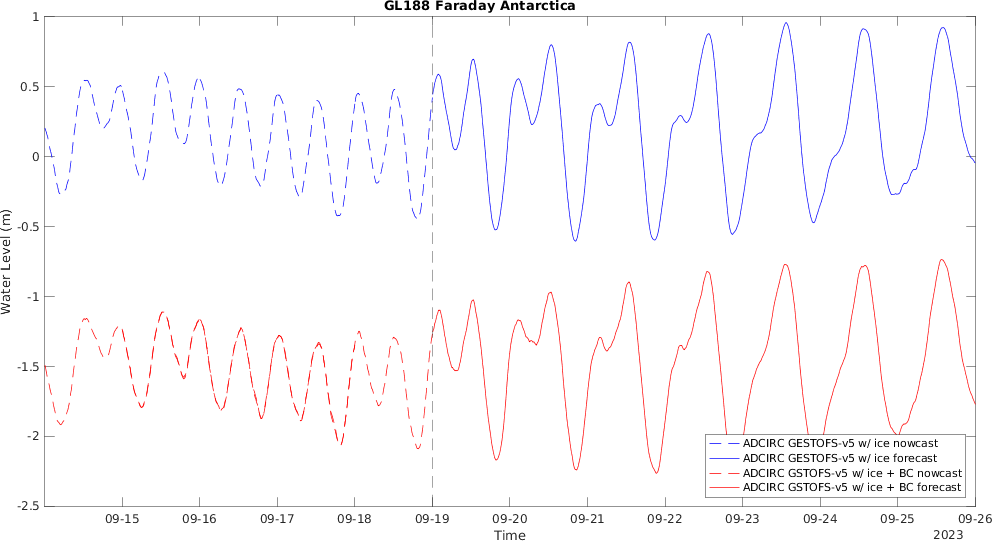 GL188 Faraday Antarctica
1
0.5
0
-0.5
-1
-1.5
-2
-2.5
Water Level (m)
ADCIRC GESTOFS-v5 w/ ice nowcast
ADCIRC GESTOFS-v5 w/ ice forecast
ADCIRC GSTOFS-v5 w/ ice + BC nowcast
ADCIRC GSTOFS-v5 w/ ice + BC forecast
09-15 09-16 09-17 09-18 09-19 09-20 09-21 09-22 09-23 09-24 09-25 09-26
Time
2023